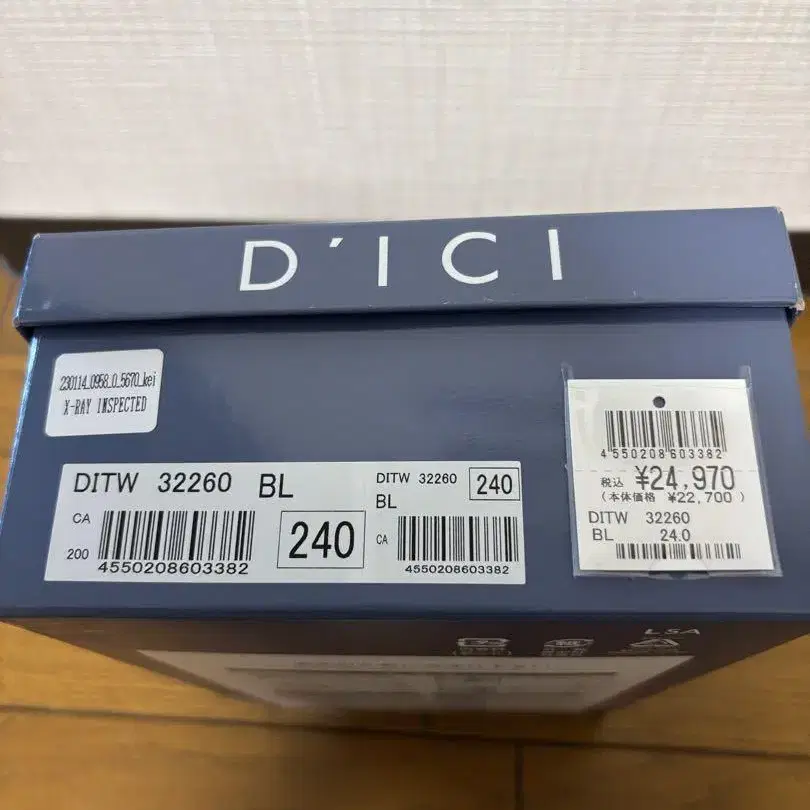 D'ICI
230114_0958_0_5670_kei
X-RAY INSPECTED
DITW 32260 BL
CA
200
240
4550208603382
DITW 32260 240
BL
CA
4550208603382
4550208603382
税込 ¥24,970
(本体価格 ¥22,700)
DITW 32260
BL 24.0
L5A